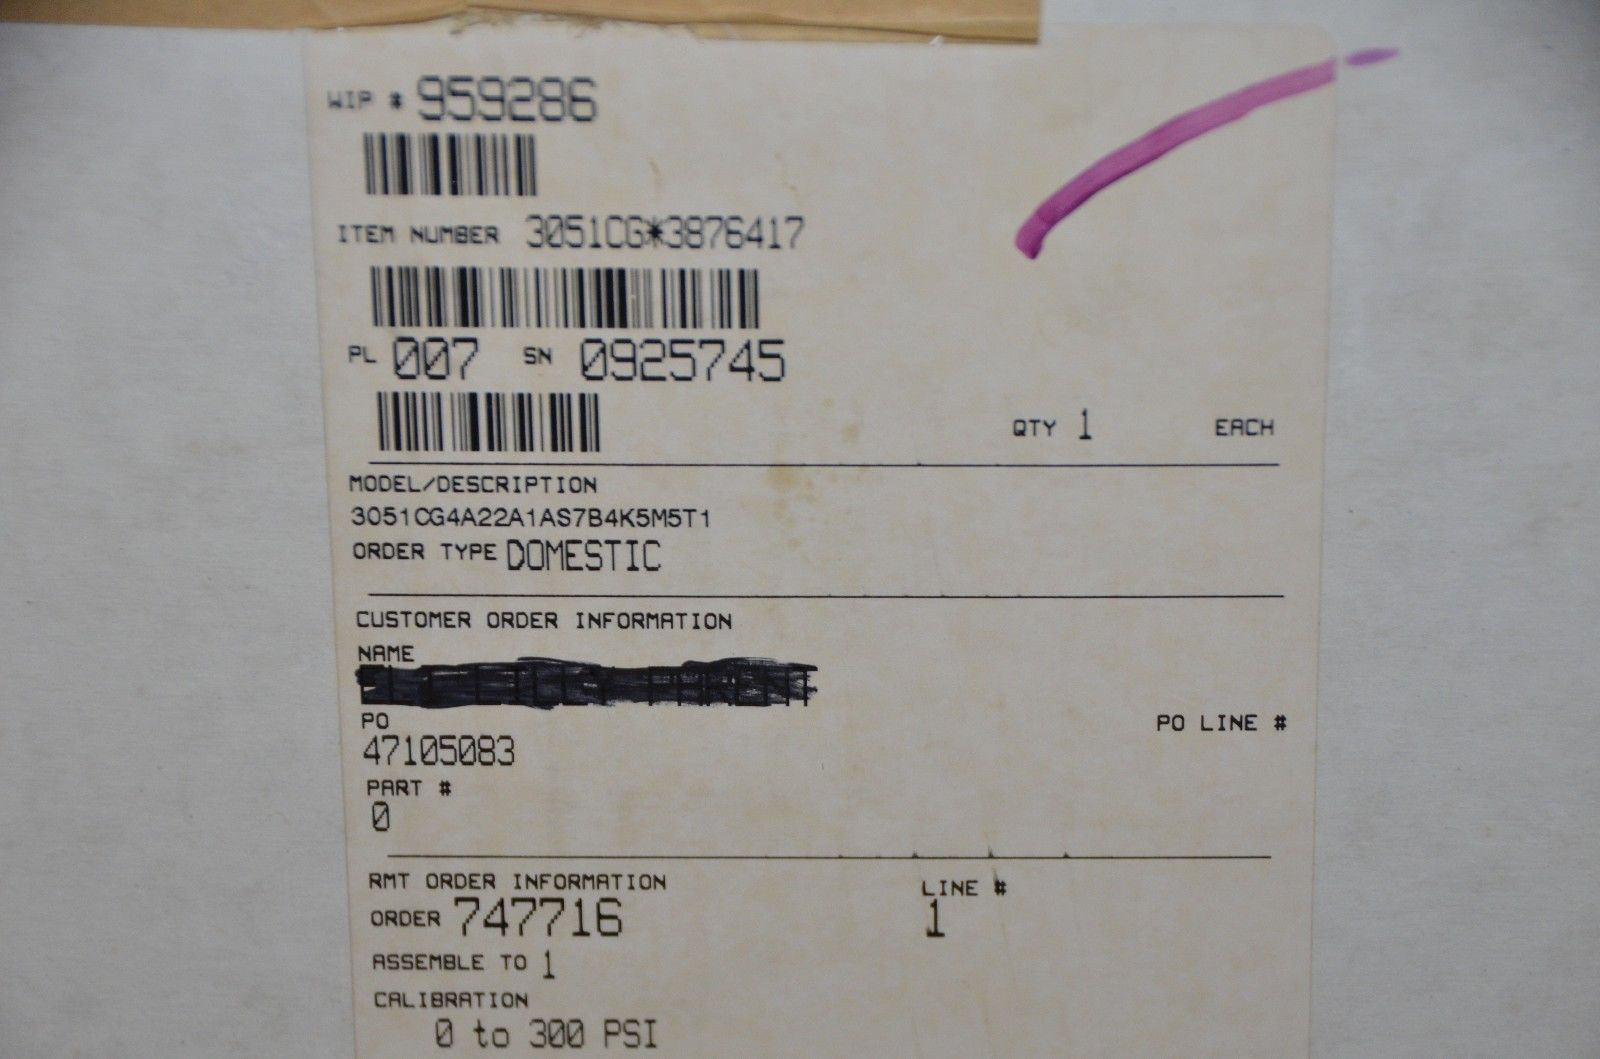 WIP # 959286
ITEM NUMBER 3051CG*3876417
PL 007 SN 0925745
QTY 1 EACH
MODEL/DESCRIPTION
3051CG4A22A1AS7B4K5M5T1
ORDER TYPE DOMESTIC
CUSTOMER ORDER INFORMATION
NAME
PO PO LINE #
47105083
PART #
0
RMT ORDER INFORMATION LINE #
ORDER 747716 1
ASSEMBLE TO 1
CALIBRATION
0 to 300 PSI